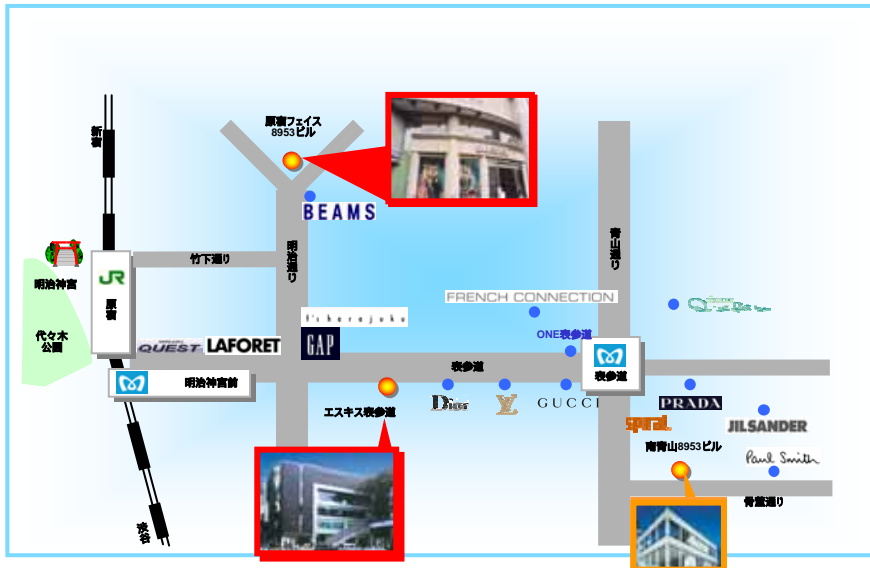 新宿
原宿フェイス
8953ビル
BEAMS
竹下通り
明治通り
青山通り
明治神宮
JR
原宿
代々木
公園
FRENCH CONNECTION
f's harajuku
GAP
QUEST
LAFORET
ONE表参道
表参道
表参道
明治神宮前
エスキス表参道
Dior
LV
GUCCI
PRADA
spiral
JILSANDER
南青山8953ビル
Paul Smith
骨董通り
渋谷